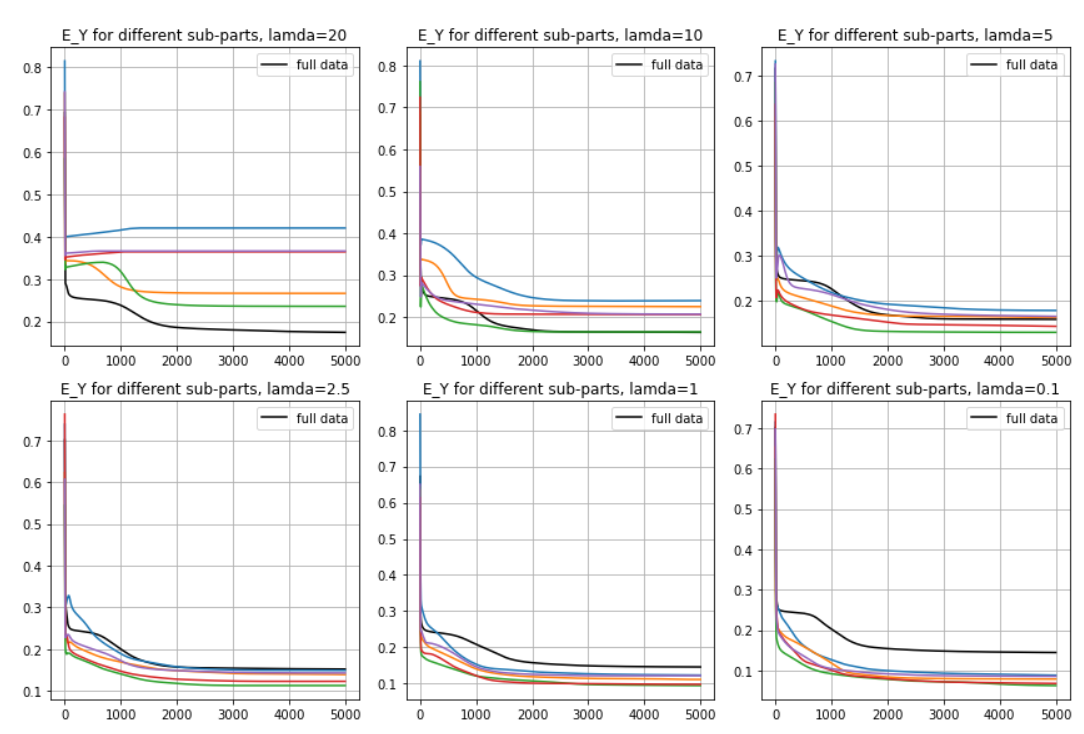 E_Y for different sub-parts, lamda=20
full data
0.8
0.7
0.6
0.5
0.4
0.3
0.2
0 1000 2000 3000 4000 5000
E_Y for different sub-parts, lamda=10
full data
0.8
0.7
0.6
0.5
0.4
0.3
0.2
0 1000 2000 3000 4000 5000
E_Y for different sub-parts, lamda=5
full data
0.7
0.6
0.5
0.4
0.3
0.2
0 1000 2000 3000 4000 5000
E_Y for different sub-parts, lamda=2.5
full data
0.7
0.6
0.5
0.4
0.3
0.2
0.1
0 1000 2000 3000 4000 5000
E_Y for different sub-parts, lamda=1
full data
0.8
0.7
0.6
0.5
0.4
0.3
0.2
0.1
0 1000 2000 3000 4000 5000
E_Y for different sub-parts, lamda=0.1
full data
0.7
0.6
0.5
0.4
0.3
0.2
0.1
0 1000 2000 3000 4000 5000